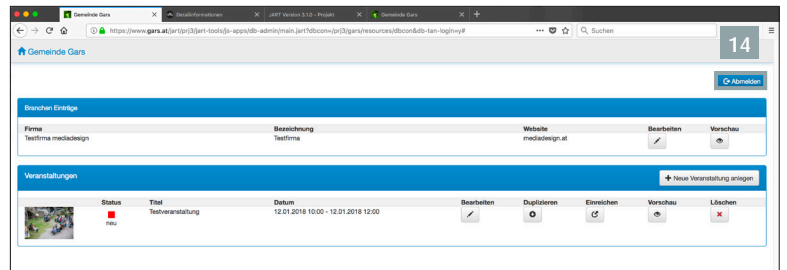 Gemeinde Gars
Detailinformationen
JART Version 3.1.0 - Projekt
Gemeinde Gars
https://www.gars.at/jart/prj3/jart-tools/js-apps/db-admin/main.jart?dbcon=/prj3/gars/resources/dbcon&db-tan-login=y#
Suchen
14
Gemeinde Gars
Abmelden
Branchen Einträge
Firma Bezeichnung Website Bearbeiten Vorschau
Testfirma mediadesign Testfirma mediadesign.at
Veranstaltungen
Neue Veranstaltung anlegen
Status Titel Datum Bearbeiten Duplizieren Einreichen Vorschau Löschen
Testveranstaltung 12.01.2018 10:00 - 12.01.2018 12:00
neu